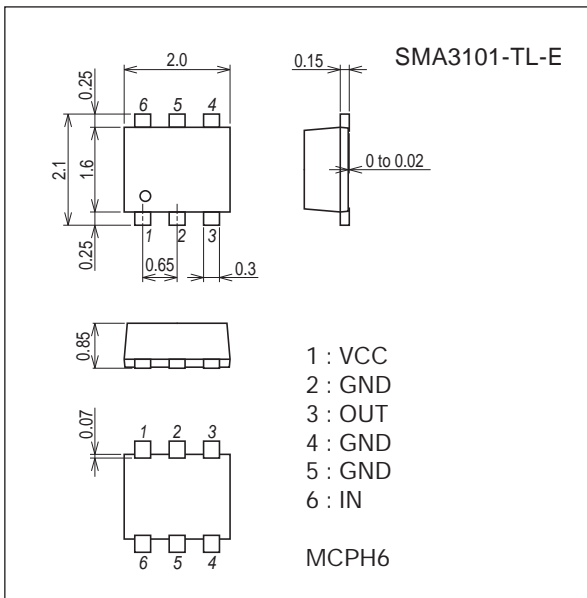 SMA3101-TL-E
2.0
0.15
0.25
6 5 4
2.1
1.6
0 to 0.02
0.25
1 2 3
0.65
0.3
0.85
1 : VCC
2 : GND
3 : OUT
4 : GND
5 : GND
6 : IN
0.07
1 2 3
6 5 4
MCPH6